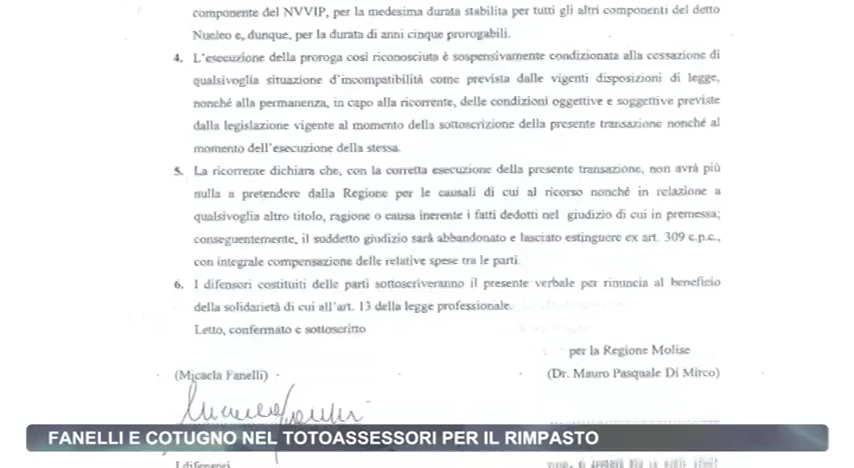 componente del NVVIP, per la medesima durata stabilita per tutti gli altri componenti del detto
Nucleo e, dunque, per la durata di anni cinque prorogabili.
4. L'esecuzione della proroga così riconosciuta è sospensivamente condizionata alla cessazione di
qualsivoglia situazione d'incompatibilità come prevista dalle vigenti disposizioni di legge,
nonché alla permanenza, in capo alla ricorrente, delle condizioni oggettive e soggettive previste
dalla legislazione vigente al momento della sottoscrizione della presente transazione nonché al
momento dell'esecuzione della stessa.
5. La ricorrente dichiara che, con la corretta esecuzione della presente transazione, non avrà più
nulla a pretendere dalla Regione per le causali di cui al ricorso nonché in relazione a
qualsivoglia altro titolo, ragione o causa inerente i fatti dedotti nel giudizio di cui in premessa;
conseguentemente, il suddetto giudizio sarà abbandonato e lasciato estinguere ex art. 309 c.p.c.,
con integrale compensazione delle relative spese tra le parti.
6. I difensori costituiti delle parti sottoscriveranno il presente verbale per rinuncia al beneficio
della solidarietà di cui all'art. 13 della legge professionale.
Letto, confermato e sottoscritto
per la Regione Molise
(Micaela Fanelli)
(Dr. Mauro Pasquale Di Mirco)
FANELLI E COTUGNO NEL TOTOASSESSORI PER IL RIMPASTO
I difensori